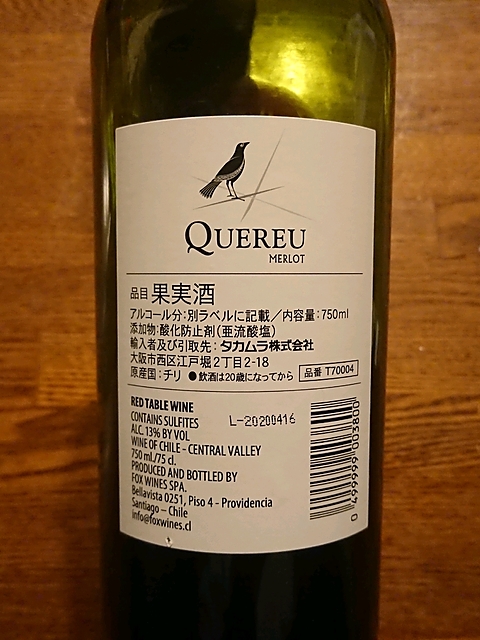 QUEREU
MERLOT
品目 果実酒
アルコール分:別ラベルに記載/内容量:750ml
添加物:酸化防止剤(亜流酸塩)
輸入者及び引取先:タカムラ株式会社
大阪市西区江戸堀2丁目2-18
原産国:チリ ●飲酒は20歳になってから 品番 T70004
RED TABLE WINE
CONTAINS SULFITES L-20200416
ALC. 13% BY VOL
WINE OF CHILE - CENTRAL VALLEY
750 mL/75 cl.
PRODUCED AND BOTTLED BY
FOX WINES SPA.
Bellavista 0251, Piso 4 - Providencia
Santiago – Chile
info@foxwines.cl
0 499999 003800